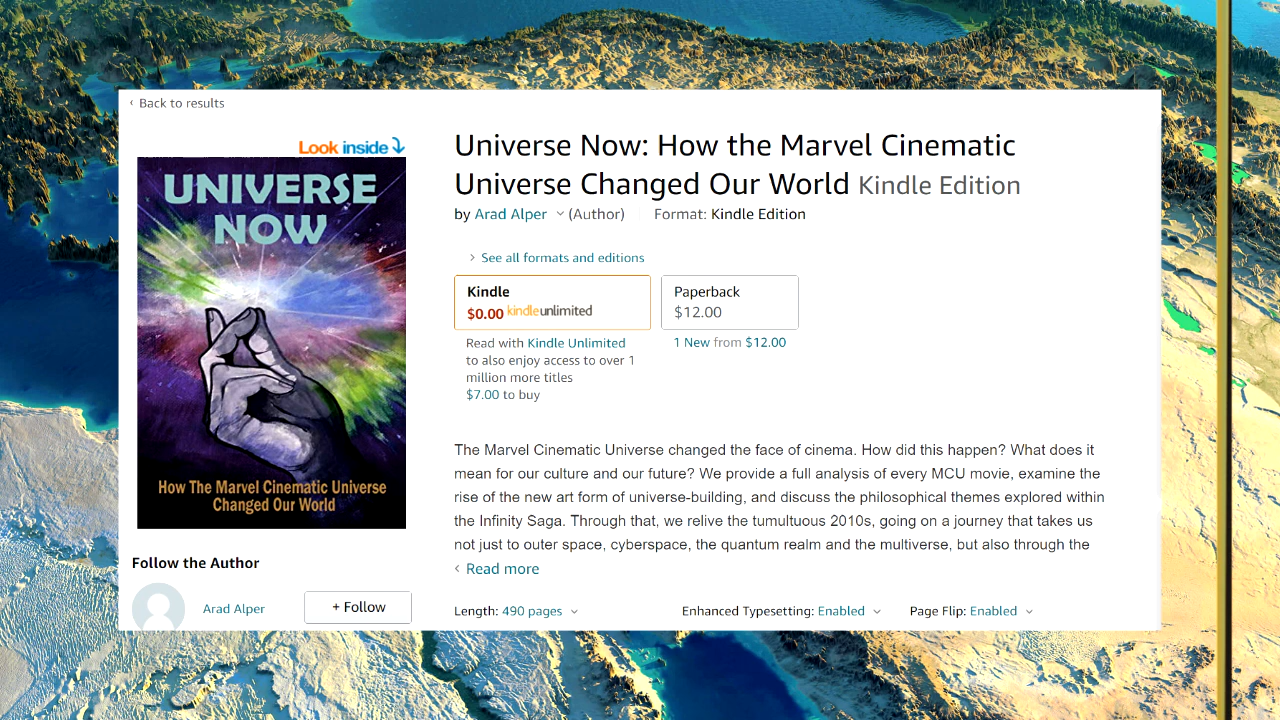 ‹ Back to results
Look inside
UNIVERSE
NOW
How The Marvel Cinematic Universe
Changed Our World
Follow the Author
Arad Alper
+ Follow
Universe Now: How the Marvel Cinematic
Universe Changed Our World Kindle Edition
by Arad Alper (Author) Format: Kindle Edition
› See all formats and editions
Kindle
$0.00 kindleunlimited
Read with Kindle Unlimited
to also enjoy access to over 1
million more titles
$7.00 to buy
Paperback
$12.00
1 New from $12.00
The Marvel Cinematic Universe changed the face of cinema. How did this happen? What does it
mean for our culture and our future? We provide a full analysis of every MCU movie, examine the
rise of the new art form of universe-building, and discuss the philosophical themes explored within
the Infinity Saga. Through that, we relive the tumultuous 2010s, going on a journey that takes us
not just to outer space, cyberspace, the quantum realm and the multiverse, but also through the
‹ Read more
Length: 490 pages Enhanced Typesetting: Enabled Page Flip: Enabled